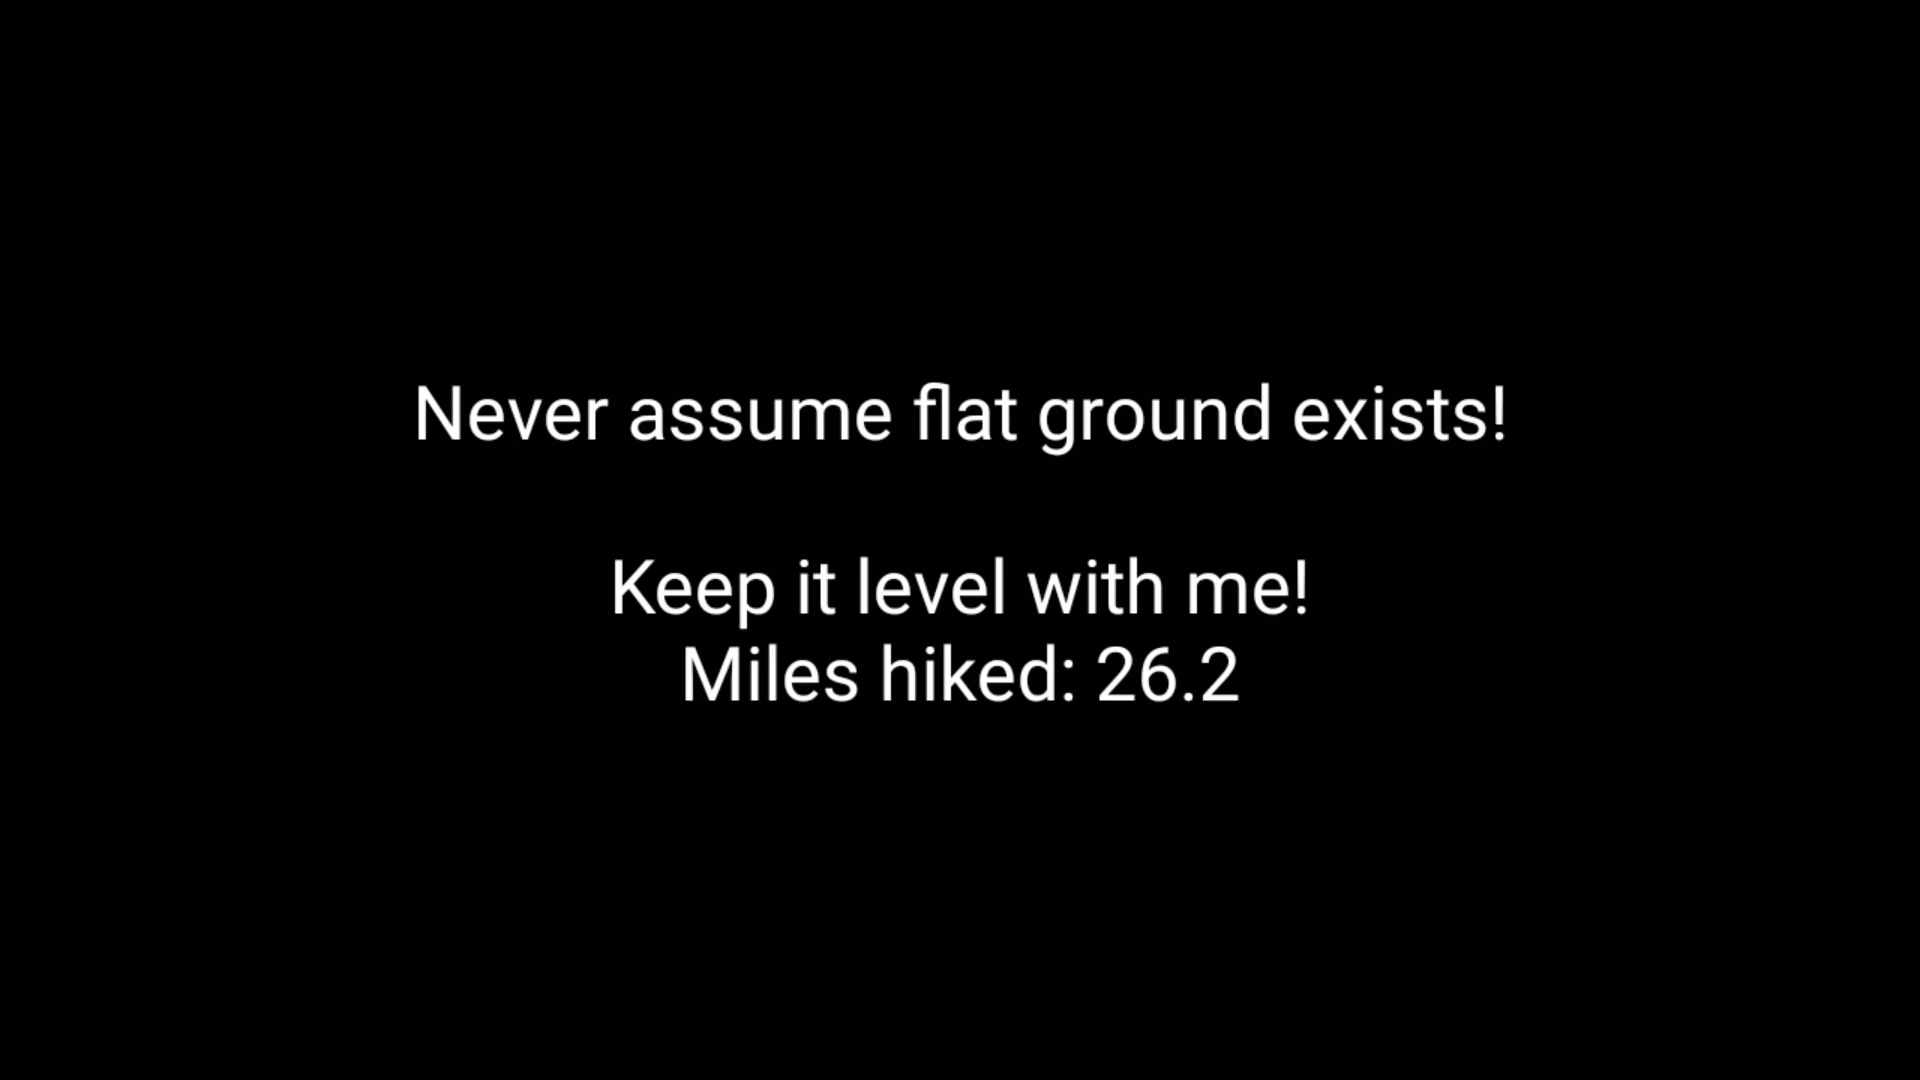 Never assume flat ground exists!
Keep it level with me!
Miles hiked: 26.2